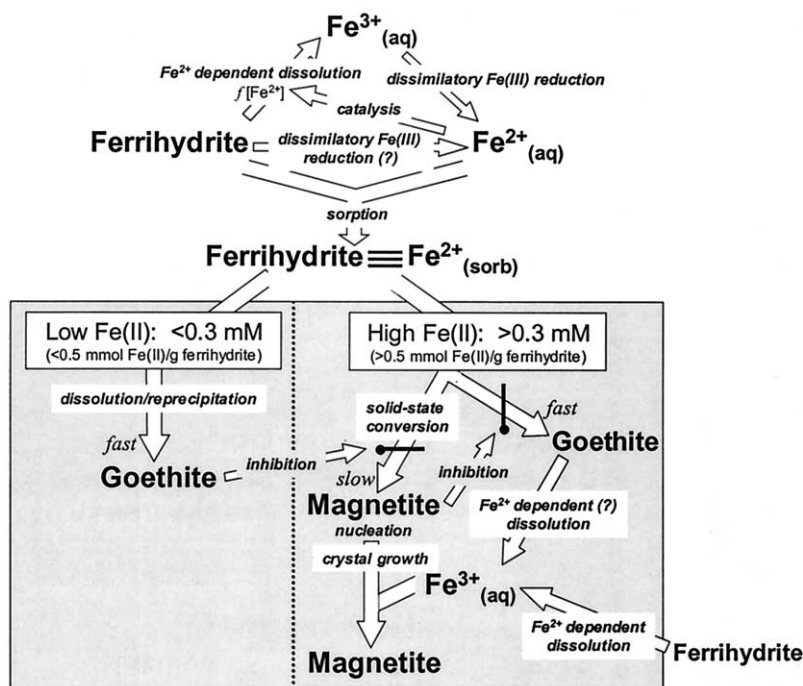 Fe3+(aq)
Fe2+ dependent dissolution
f [Fe2+]
dissimilatory Fe(III) reduction
catalysis
Ferrihydrite
dissimilatory Fe(III)
reduction (?)
Fe2+(aq)
sorption
Ferrihydrite≡Fe2+(sorb)
Low Fe(II): <0.3 mM
(<0.5 mmol Fe(II)/g ferrihydrite)
High Fe(II): >0.3 mM
(>0.5 mmol Fe(II)/g ferrihydrite)
dissolution/reprecipitation
fast
Goethite
inhibition
solid-state
conversion
slow
fast
Goethite
inhibition
Magnetite
nucleation
crystal growth
Fe2+ dependent (?)
dissolution
Fe3+(aq)
Fe2+ dependent
dissolution
Ferrihydrite
Magnetite